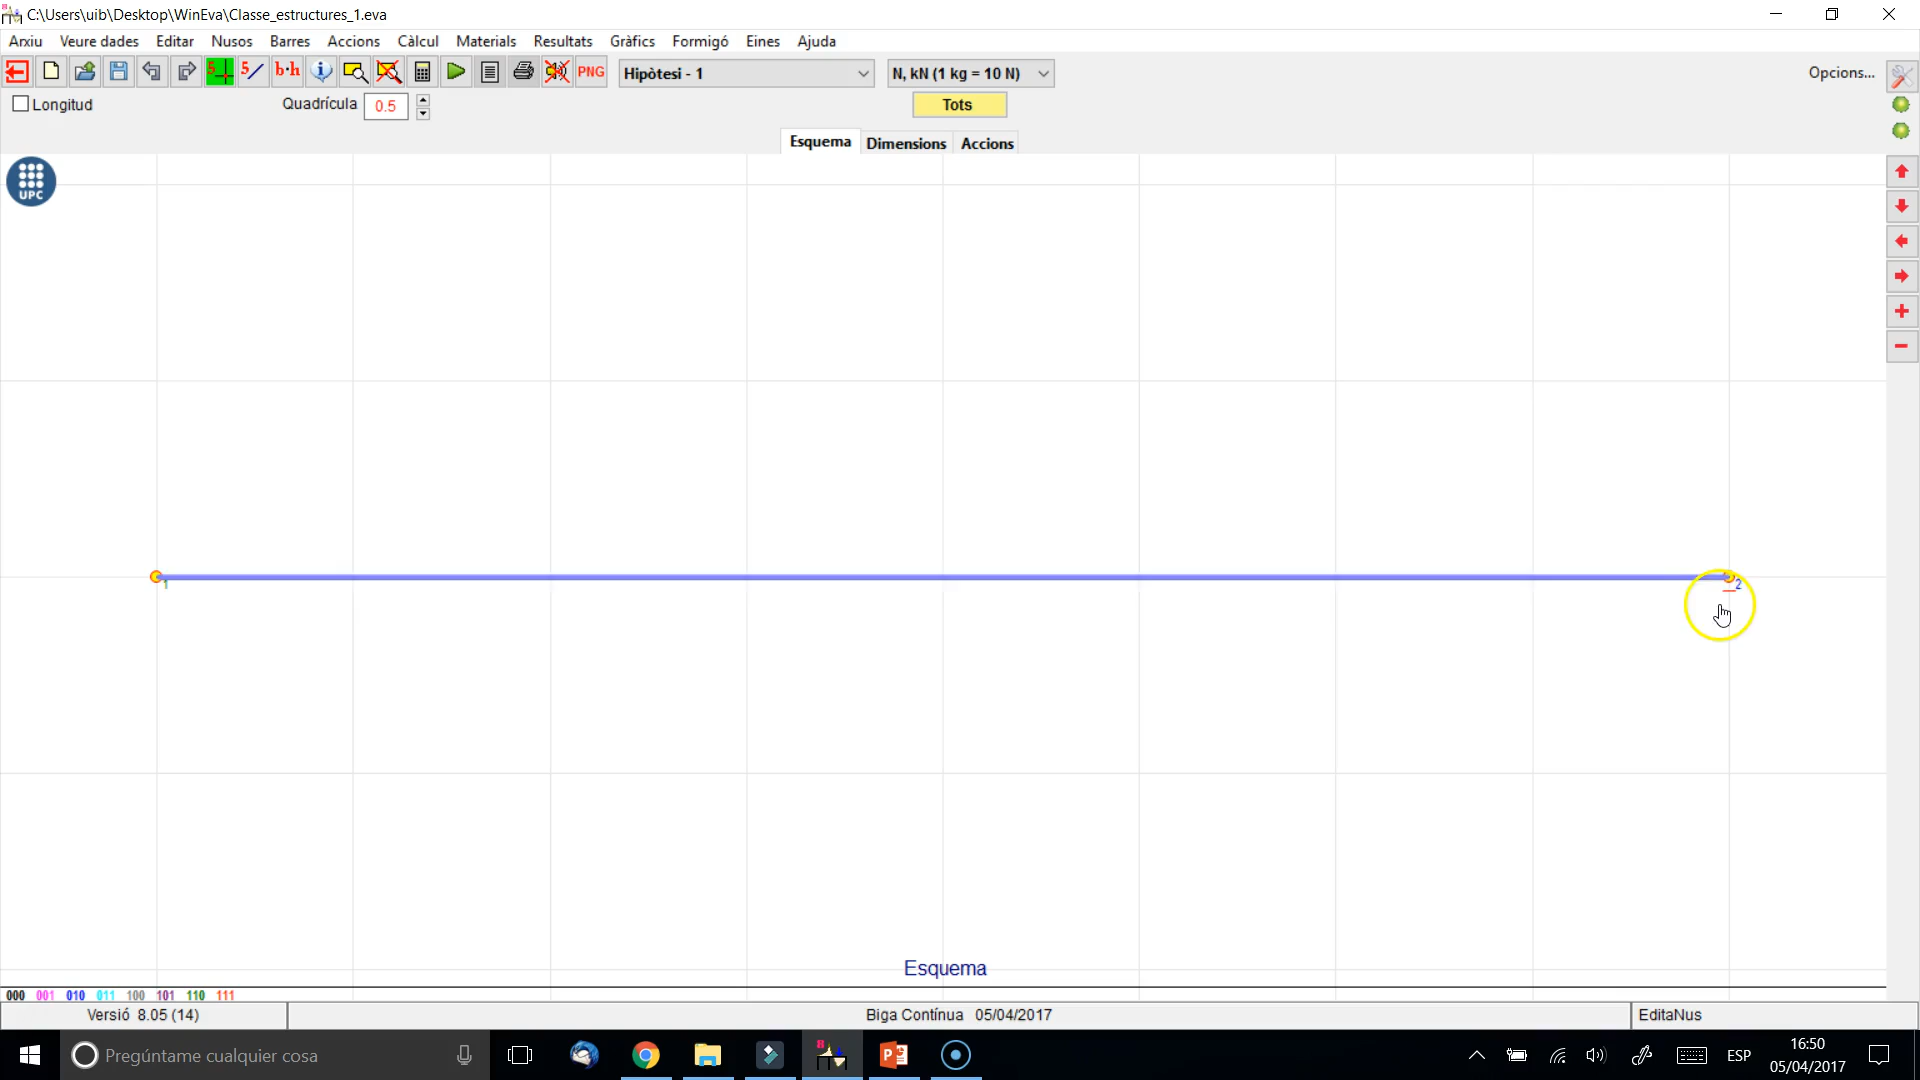 C:\Users\uib\Desktop\WinEva\Classe_estructures_1.eva
Arxiu Veure dades Editar Nusos Barres Accions Càlcul Materials Resultats Gràfics Formigó Eines Ajuda
5 5 b·h PNG Hipòtesi - 1 N, kN (1 kg = 10 N) Opcions...
Longitud Quadrícula 0.5 Tots
Esquema Dimensions Accions
UPC
1 2
Esquema
000 001 010 011 100 101 110 111
Versió 8.05 (14) Biga Contínua 05/04/2017 EditaNus
Pregúntame cualquier cosa ESP 16:50
05/04/2017